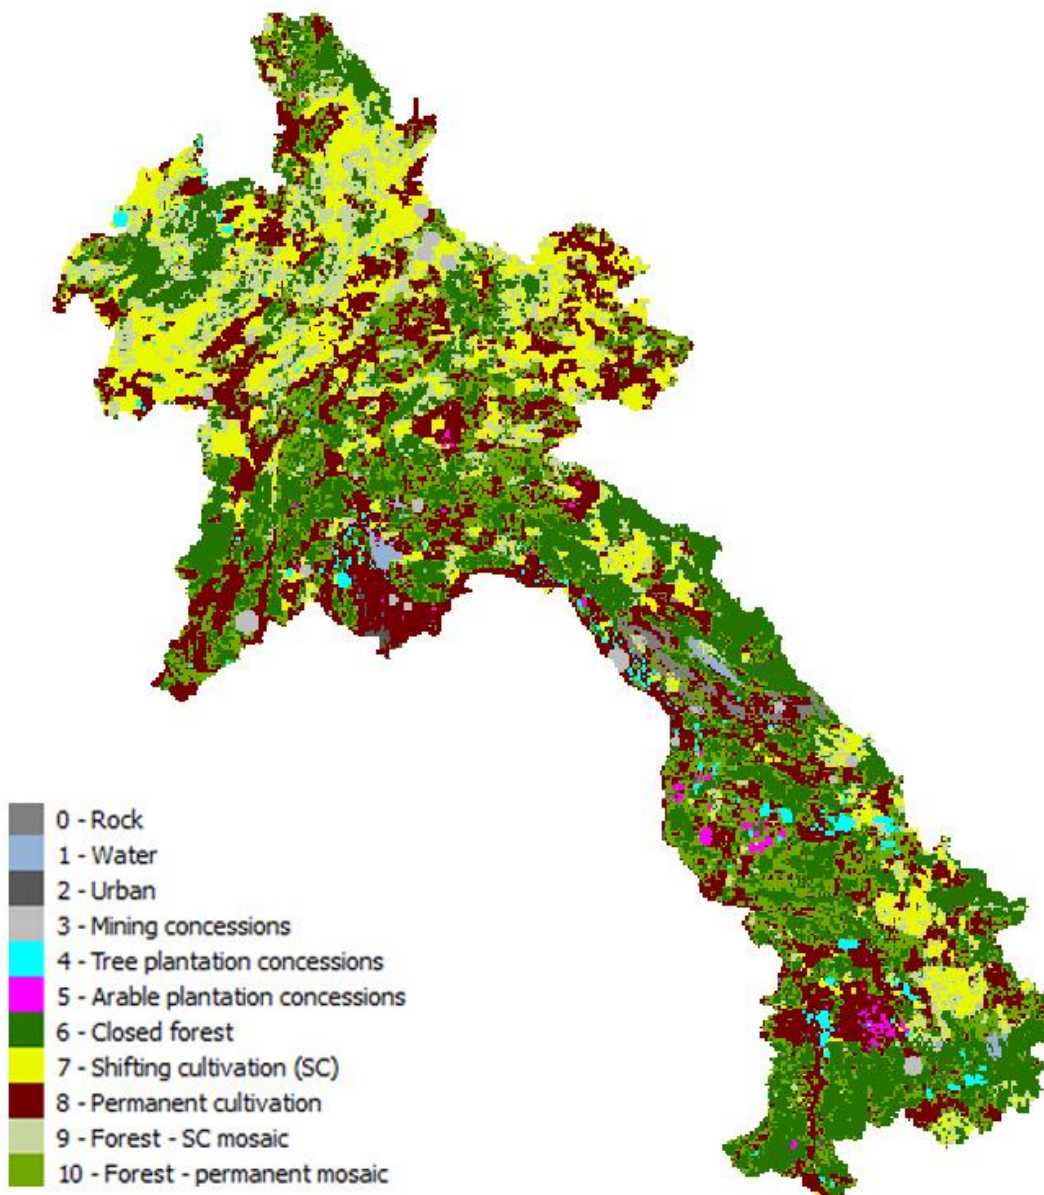 0 - Rock
1 - Water
2 - Urban
3 - Mining concessions
4 - Tree plantation concessions
5 - Arable plantation concessions
6 - Closed forest
7 - Shifting cultivation (SC)
8 - Permanent cultivation
9 - Forest - SC mosaic
10 - Forest - permanent mosaic